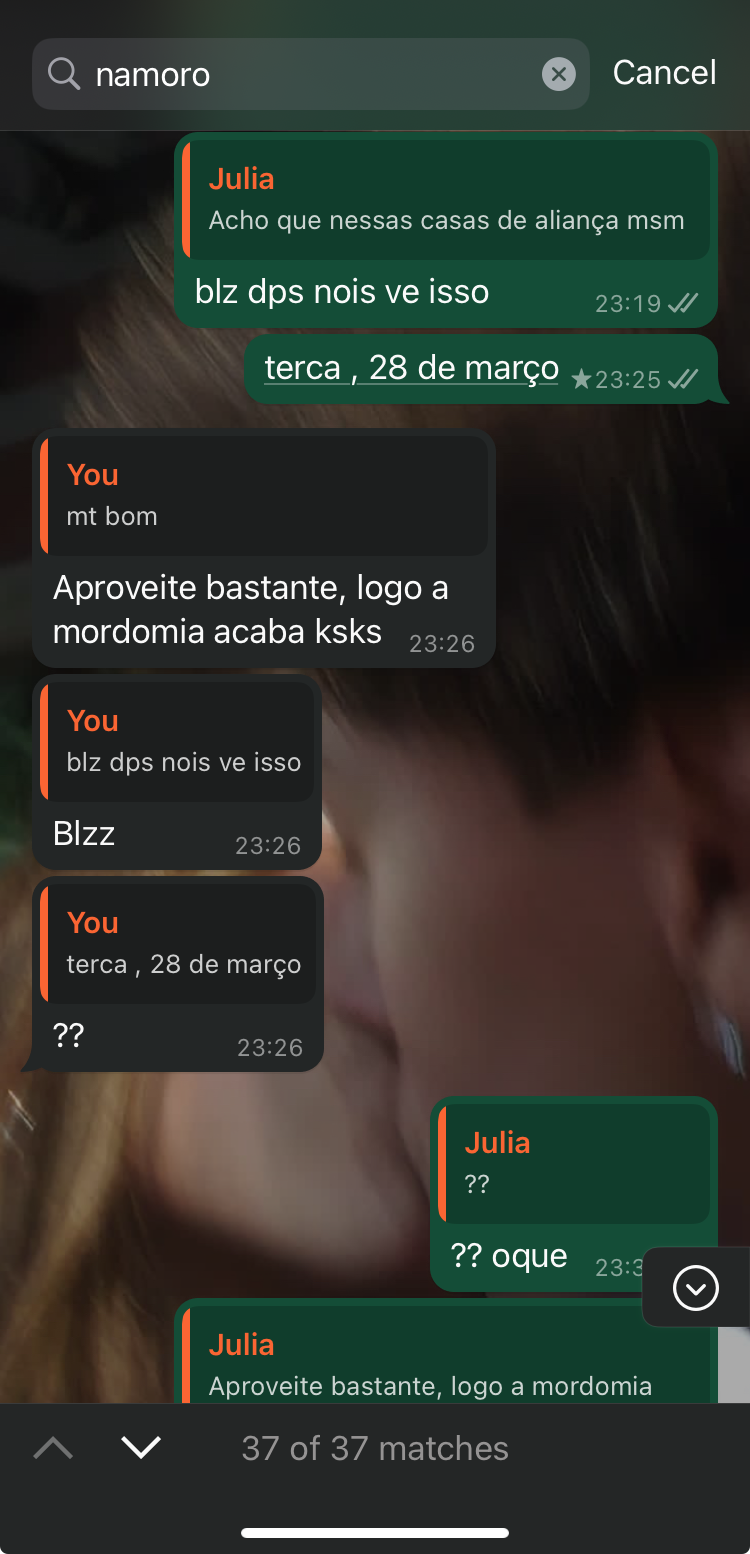 namoro
Cancel
Julia
Acho que nessas casas de aliança msm
blz dps nois ve isso
23:19
terca , 28 de março
23:25
You
mt bom
Aproveite bastante, logo a
mordomia acaba ksks
23:26
You
blz dps nois ve isso
Blzz
23:26
You
terca , 28 de março
??
23:26
Julia
??
?? oque
Julia
Aproveite bastante, logo a mordomia
37 of 37 matches